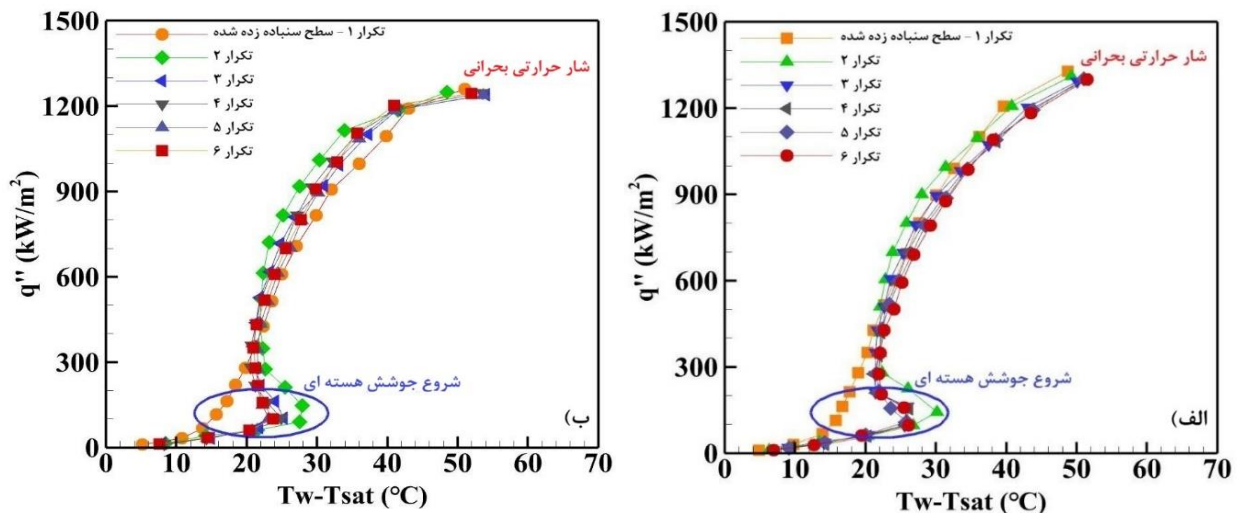 1500
1200
900
600
300
0
q'' (kW/m²)
تکرار ۱ - سطح سنباده زده شده
تکرار ۲
تکرار ۳
تکرار ۴
تکرار ۵
تکرار ۶
شار حرارتی بحرانی
شروع جوشش هسته ای
ب)
0 10 20 30 40 50 60 70
Tw-Tsat (°C)
1500
1200
900
600
300
0
q'' (kW/m²)
تکرار ۱ - سطح سنباده زده شده
تکرار ۲
تکرار ۳
تکرار ۴
تکرار ۵
تکرار ۶
شار حرارتی بحرانی
شروع جوشش هسته ای
الف)
0 10 20 30 40 50 60 70
Tw-Tsat (°C)